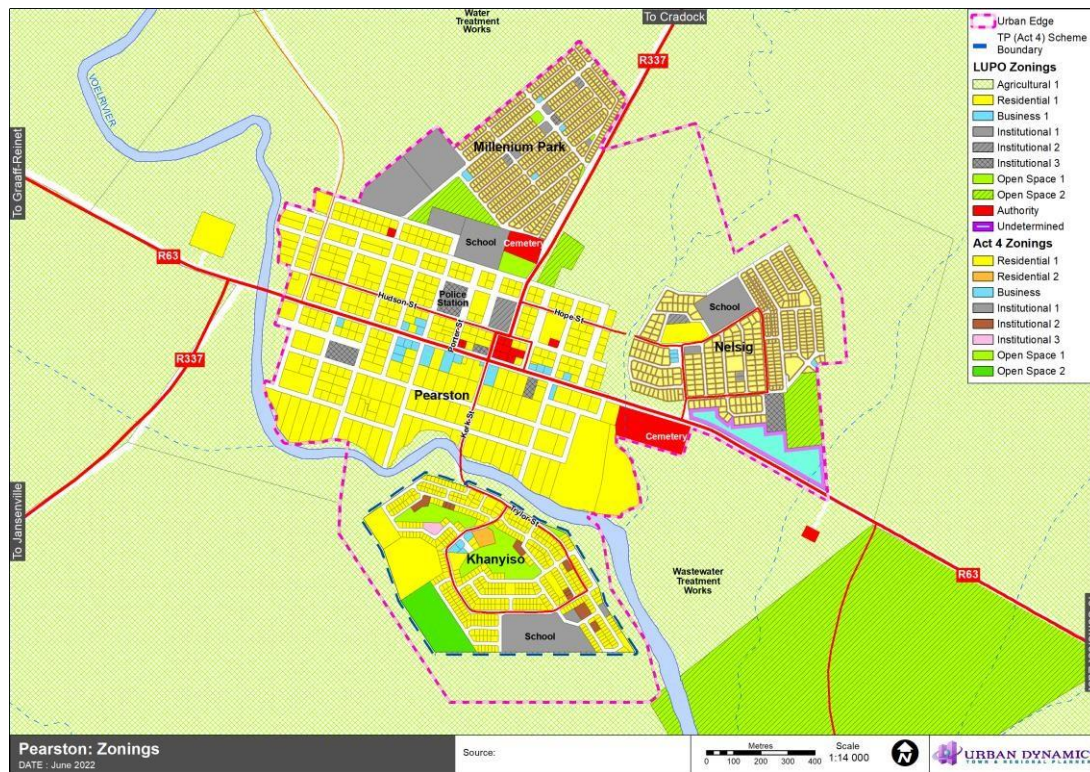 Water
Treatment
Works
To Cradock
R337
VOELRIVIER
Millenium Park
To Graaff-Reinet
R63
School
Cemetery
Police
Station
Hudson-St
Porter-St
Hope-St
School
Nelsig
R337
Pearston
Kerk-St
Cemetery
To Jansenville
Taylor-St
Khanyiso
School
Wastewater
Treatment
Works
R63
Urban Edge
TP (Act 4) Scheme
Boundary
LUPO Zonings
Agricultural 1
Residential 1
Business 1
Institutional 1
Institutional 2
Institutional 3
Open Space 1
Open Space 2
Authority
Undetermined
Act 4 Zonings
Residential 1
Residential 2
Business
Institutional 1
Institutional 2
Institutional 3
Open Space 1
Open Space 2
Pearston: Zonings
DATE : June 2022
Source:
Metres
0 100 200 300 400
Scale
1:14 000
N
URBAN DYNAMIC
TOWN & REGIONAL PLANNE